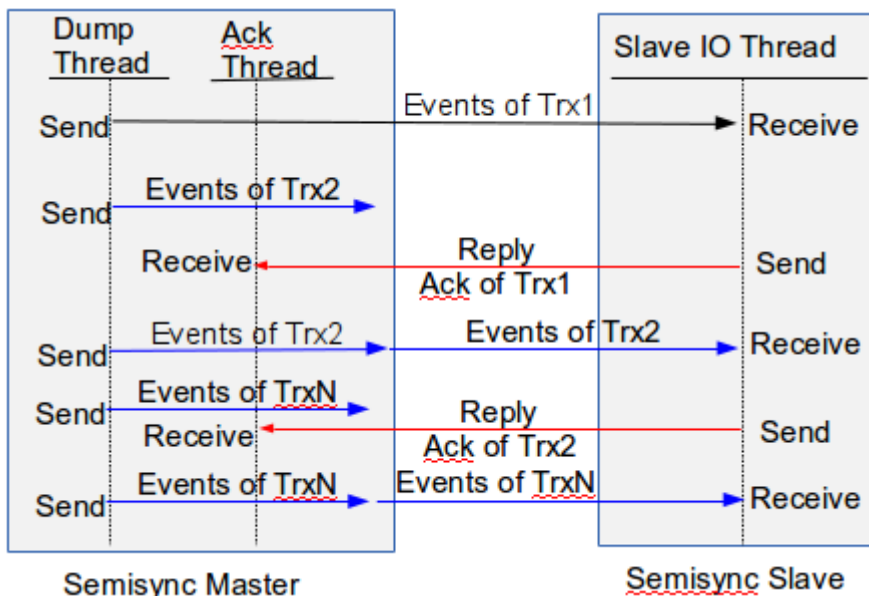 Dump
Thread
Ack
Thread
Slave IO Thread
Events of Trx1
Send
Receive
Events of Trx2
Send
Reply
Receive
Send
Ack of Trx1
Events of Trx2
Events of Trx2
Send
Receive
Events of TrxN
Send
Reply
Receive
Send
Ack of Trx2
Events of TrxN
Events of TrxN
Send
Receive
Semisync Master
Semisync Slave